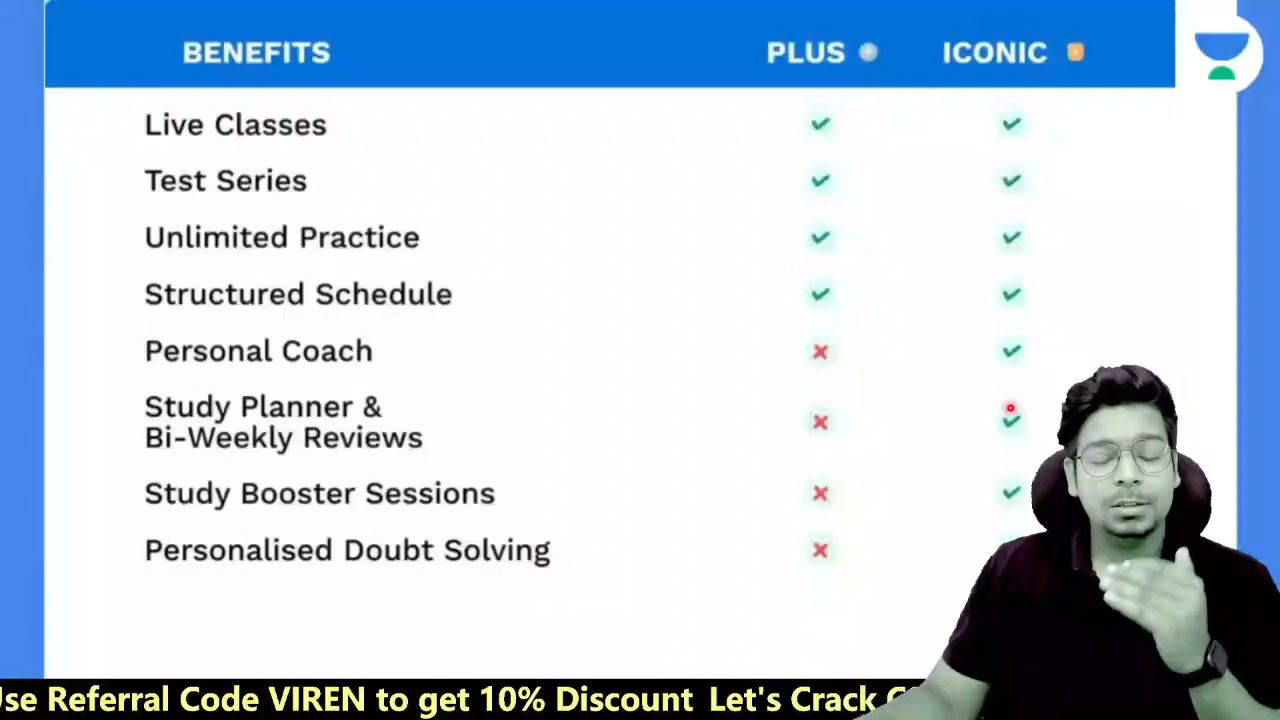 BENEFITS PLUS ICONIC
Live Classes
Test Series
Unlimited Practice
Structured Schedule
Personal Coach
Study Planner &
Bi-Weekly Reviews
Study Booster Sessions
Personalised Doubt Solving
Use Referral Code VIREN to get 10% Discount Let's Crack